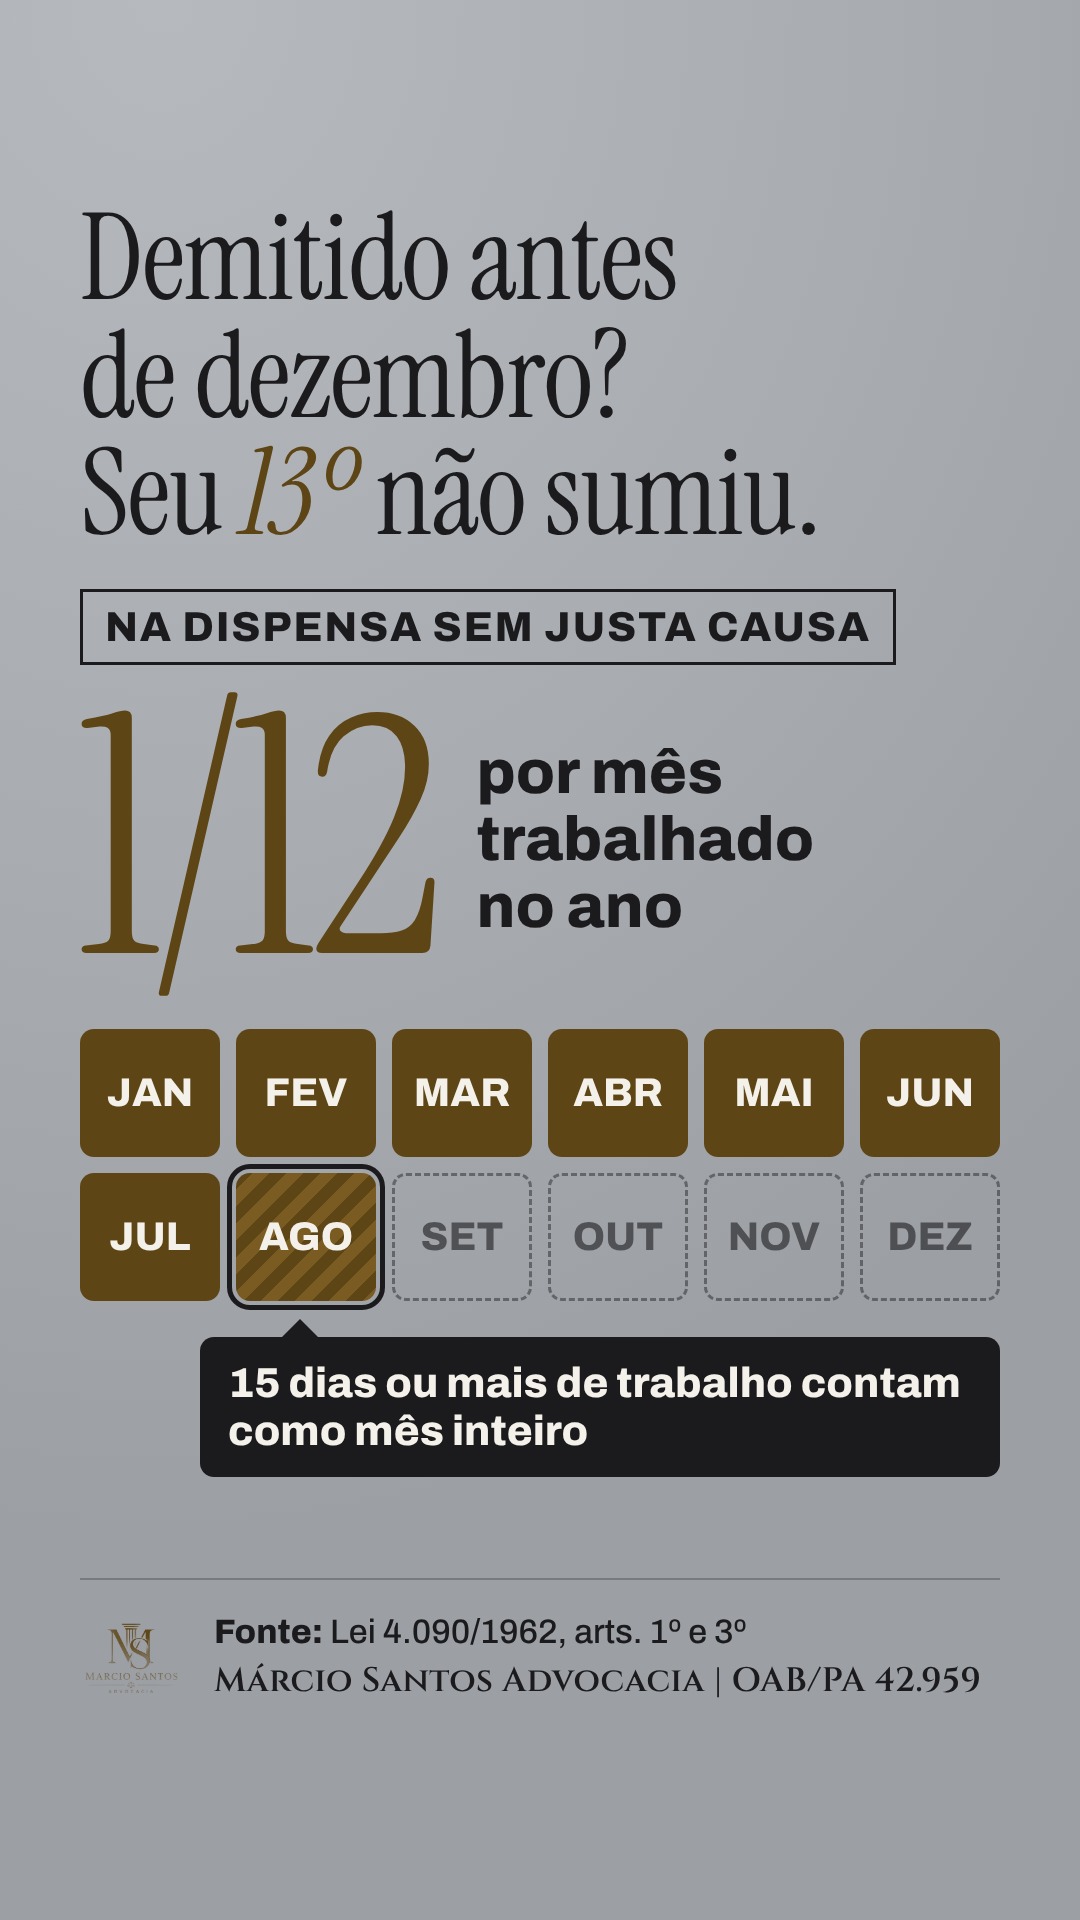 Demitido antes
de dezembro?
Seu 13º não sumiu.
NA DISPENSA SEM JUSTA CAUSA
1/12
por mês
trabalhado
no ano
JAN FEV MAR ABR MAI JUN
JUL AGO SET OUT NOV DEZ
15 dias ou mais de trabalho contam
como mês inteiro
Fonte: Lei 4.090/1962, arts. 1º e 3º
Márcio Santos Advocacia | OAB/PA 42.959
MS
MARCIO SANTOS
ADVOCACIA